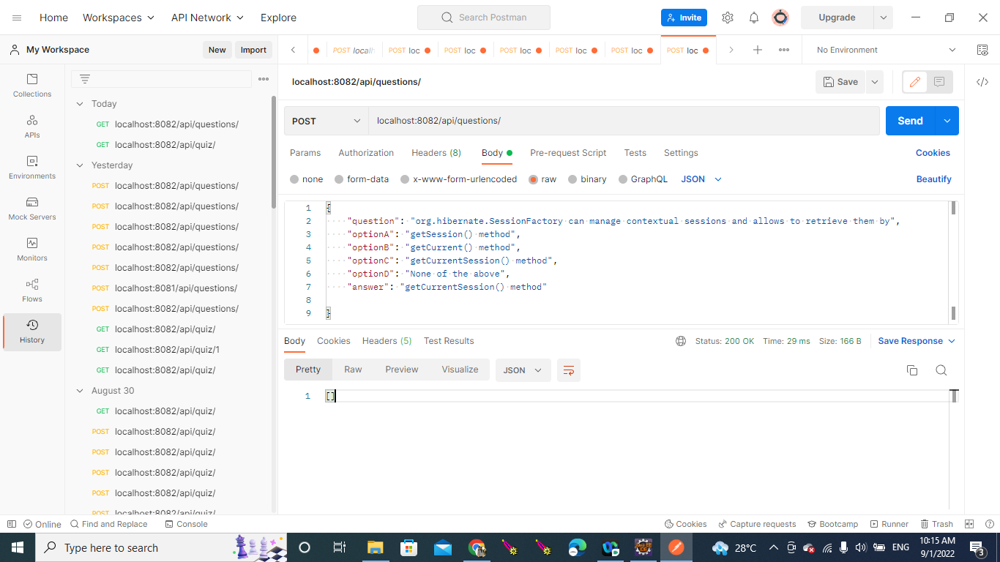 Home
Workspaces
API Network
Explore
Search Postman
Invite
Upgrade
My Workspace
New
Import
POST
POST loc
POST loc
POST loc
POST loc
POST loc
POST loc
No Environment
Collections
APIs
Environments
Mock Servers
Monitors
Flows
History
Today
GET localhost:8082/api/questions/
GET localhost:8082/api/quiz/
Yesterday
POST localhost:8082/api/questions/
POST localhost:8082/api/questions/
POST localhost:8082/api/questions/
POST localhost:8082/api/questions/
POST localhost:8082/api/questions/
POST localhost:8081/api/questions/
POST localhost:8082/api/questions/
GET localhost:8082/api/quiz/
GET localhost:8082/api/quiz/1
GET localhost:8082/api/quiz/
August 30
GET localhost:8082/api/quiz/
POST localhost:8082/api/quiz/
POST localhost:8082/api/quiz/
POST localhost:8082/api/quiz/
POST localhost:8082/api/quiz/
POST localhost:8082/api/quiz/
localhost:8082/api/questions/
Save
POST
localhost:8082/api/questions/
Send
Params Authorization Headers (8) Body Pre-request Script Tests Settings Cookies
none form-data x-www-form-urlencoded raw binary GraphQL JSON Beautify
1 {
2 "question": "org.hibernate.SessionFactory can manage contextual sessions and allows to retrieve them by",
3 "optionA": "getSession() method",
4 "optionB": "getCurrent() method",
5 "optionC": "getCurrentSession() method",
6 "optionD": "None of the above",
7 "answer": "getCurrentSession() method"
8
9 }
Body Cookies Headers (5) Test Results Status: 200 OK Time: 29 ms Size: 166 B Save Response
Pretty Raw Preview Visualize JSON
1 []
Online Find and Replace Console Cookies Capture requests Bootcamp Runner Trash
Type here to search
28°C
ENG
10:15 AM
9/1/2022
3